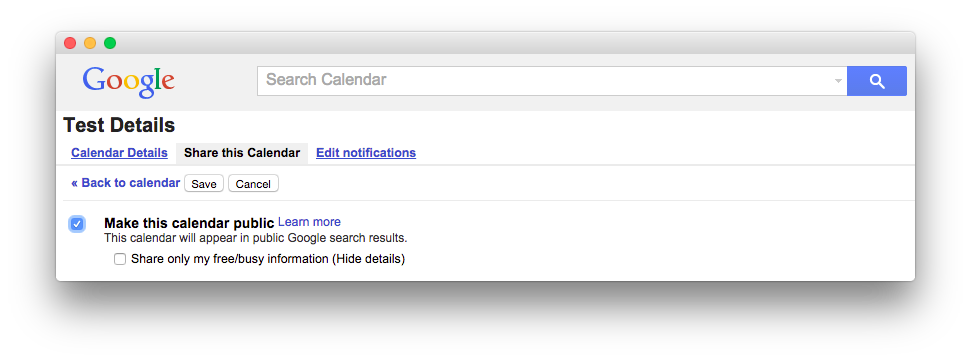 Google
Search Calendar
Test Details
Calendar Details Share this Calendar Edit notifications
« Back to calendar Save Cancel
Make this calendar public Learn more
This calendar will appear in public Google search results.
Share only my free/busy information (Hide details)